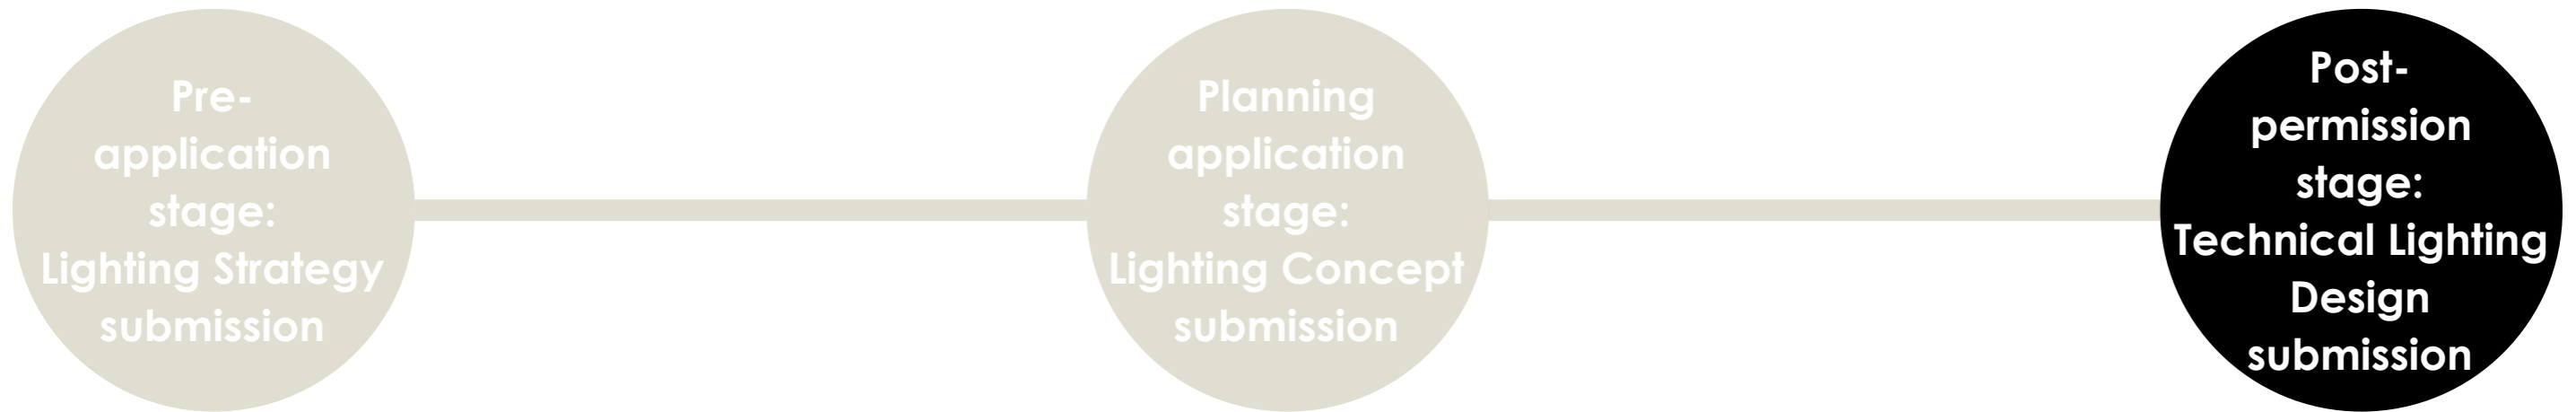 Pre-
application
stage:
Lighting Strategy
submission
Planning
application
stage:
Lighting Concept
submission
Post-
permission
stage:
Technical Lighting
Design
submission